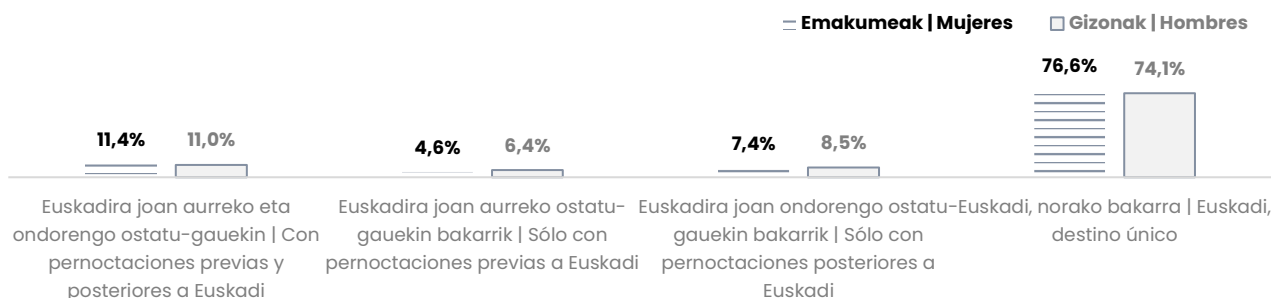 Emakumeak | Mujeres Gizonak | Hombres
76,6% 74,1%
11,4% 11,0%
4,6% 6,4%
7,4% 8,5%
Euskadira joan aurreko eta
ondorengo ostatu-gauekin | Con
pernoctaciones previas y
posteriores a Euskadi
Euskadira joan aurreko ostatu-
gauekin bakarrik | Sólo con
pernoctaciones previas a Euskadi
Euskadira joan ondorengo ostatu-
gauekin bakarrik | Sólo con
pernoctaciones posteriores a
Euskadi
Euskadi, norako bakarra | Euskadi,
destino único